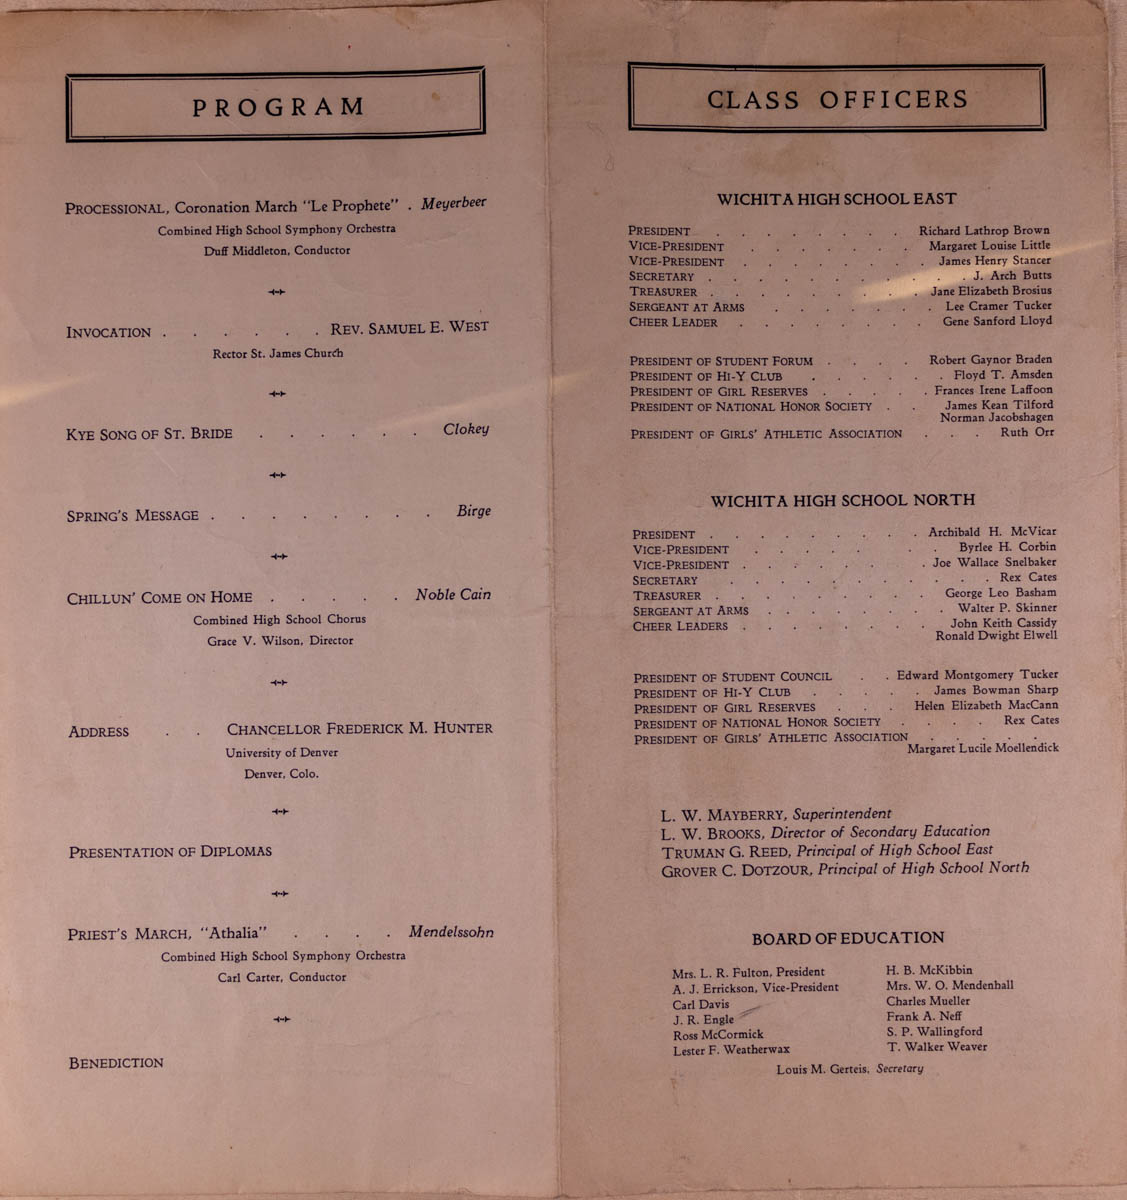 PROGRAM
PROCESSIONAL, Coronation March "Le Prophete" . Meyerbeer
Combined High School Symphony Orchestra
Duff Middleton, Conductor
INVOCATION . . . . . . REV. SAMUEL E. WEST
Rector St. James Church
KYE SONG OF ST. BRIDE . . . . . . Clokey
SPRING'S MESSAGE . . . . . . . . Birge
CHILLUN' COME ON HOME . . . . . Noble Cain
Combined High School Chorus
Grace V. Wilson, Director
ADDRESS . . CHANCELLOR FREDERICK M. HUNTER
University of Denver
Denver, Colo.
PRESENTATION OF DIPLOMAS
PRIEST'S MARCH, "Athalia" . . . . Mendelssohn
Combined High School Symphony Orchestra
Carl Carter, Conductor
BENEDICTION
CLASS OFFICERS
WICHITA HIGH SCHOOL EAST
PRESIDENT . . . . . . . . Richard Lathrop Brown
VICE-PRESIDENT . . . . . . . Margaret Louise Little
VICE-PRESIDENT . . . . . . . . James Henry Stancer
SECRETARY . . . . . . . . . . . J. Arch Butts
TREASURER . . . . . . . . . Jane Elizabeth Brosius
SERGEANT AT ARMS . . . . . . . Lee Cramer Tucker
CHEER LEADER . . . . . . . . Gene Sanford Lloyd
PRESIDENT OF STUDENT FORUM . . . . Robert Gaynor Braden
PRESIDENT OF HI-Y CLUB . . . . . Floyd T. Amsden
PRESIDENT OF GIRL RESERVES . . . . . Frances Irene Laffoon
PRESIDENT OF NATIONAL HONOR SOCIETY . . James Kean Tilford
Norman Jacobshagen
PRESIDENT OF GIRLS' ATHLETIC ASSOCIATION . . . Ruth Orr
WICHITA HIGH SCHOOL NORTH
PRESIDENT . . . . . . . . . Archibald H. McVicar
VICE-PRESIDENT . . . . . . . Byrlee H. Corbin
VICE-PRESIDENT . . . . . . . . Joe Wallace Snelbaker
SECRETARY . . . . . . . . . . . Rex Cates
TREASURER . . . . . . . . . George Leo Basham
SERGEANT AT ARMS . . . . . . . Walter P. Skinner
CHEER LEADERS . . . . . . . . John Keith Cassidy
Ronald Dwight Elwell
PRESIDENT OF STUDENT COUNCIL . . Edward Montgomery Tucker
PRESIDENT OF HI-Y CLUB . . . . . James Bowman Sharp
PRESIDENT OF GIRL RESERVES . . . Helen Elizabeth MacCann
PRESIDENT OF NATIONAL HONOR SOCIETY . . . . Rex Cates
PRESIDENT OF GIRLS' ATHLETIC ASSOCIATION . . . . .
Margaret Lucile Moellendick
L. W. MAYBERRY, Superintendent
L. W. BROOKS, Director of Secondary Education
TRUMAN G. REED, Principal of High School East
GROVER C. DOTZOUR, Principal of High School North
BOARD OF EDUCATION
Mrs. L. R. Fulton, President
A. J. Errickson, Vice-President
Carl Davis
J. R. Engle
Ross McCormick
Lester F. Weatherwax
H. B. McKibbin
Mrs. W. O. Mendenhall
Charles Mueller
Frank A. Neff
S. P. Wallingford
T. Walker Weaver
Louis M. Gerteis, Secretary